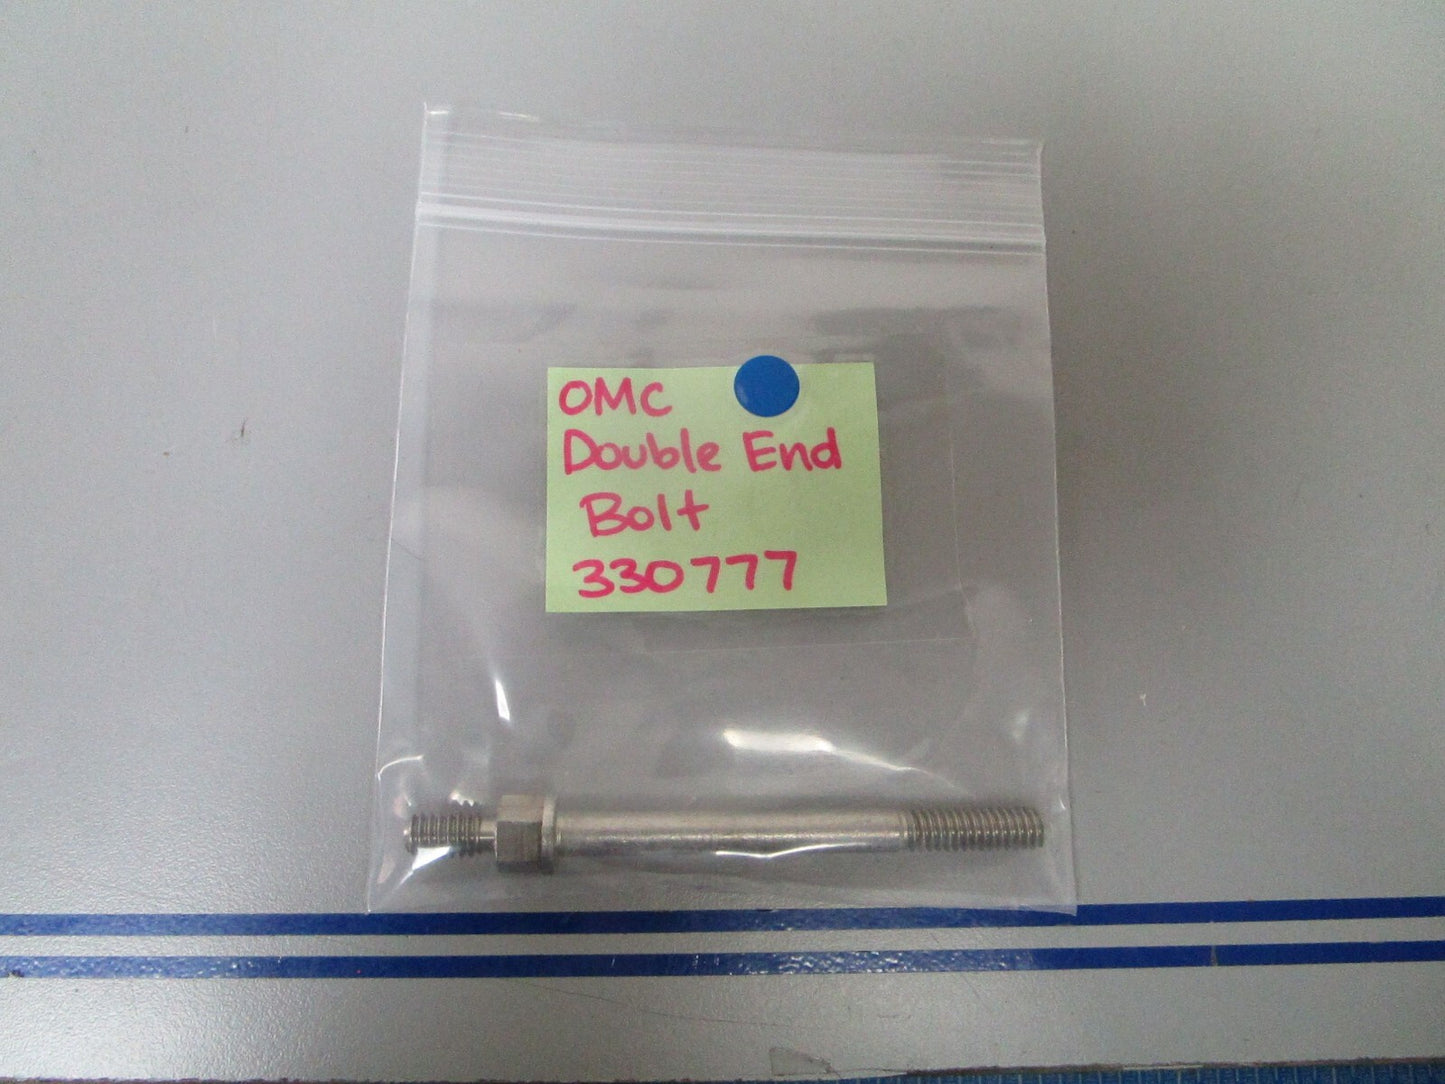 OMC
Double End
Bolt
330777